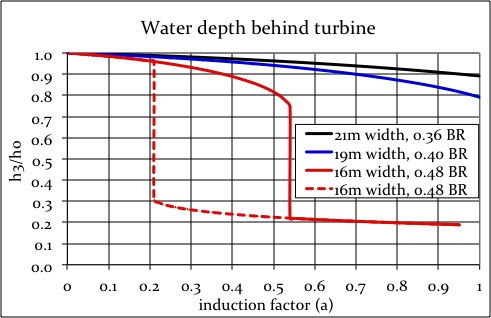 Water depth behind turbine
h3/h0
1.0
0.9
0.8
0.7
0.6
0.5
0.4
0.3
0.2
0.1
0.0
21m width, 0.36 BR
19m width, 0.40 BR
16m width, 0.48 BR
16m width, 0.48 BR
0 0.1 0.2 0.3 0.4 0.5 0.6 0.7 0.8 0.9 1
induction factor (a)